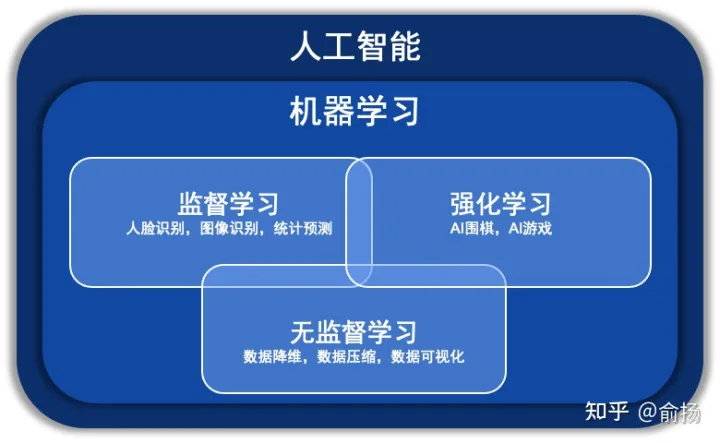 人工智能
机器学习
监督学习
人脸识别，图像识别，统计预测
强化学习
AI围棋，AI游戏
无监督学习
数据降维，数据压缩，数据可视化
知乎 @俞扬